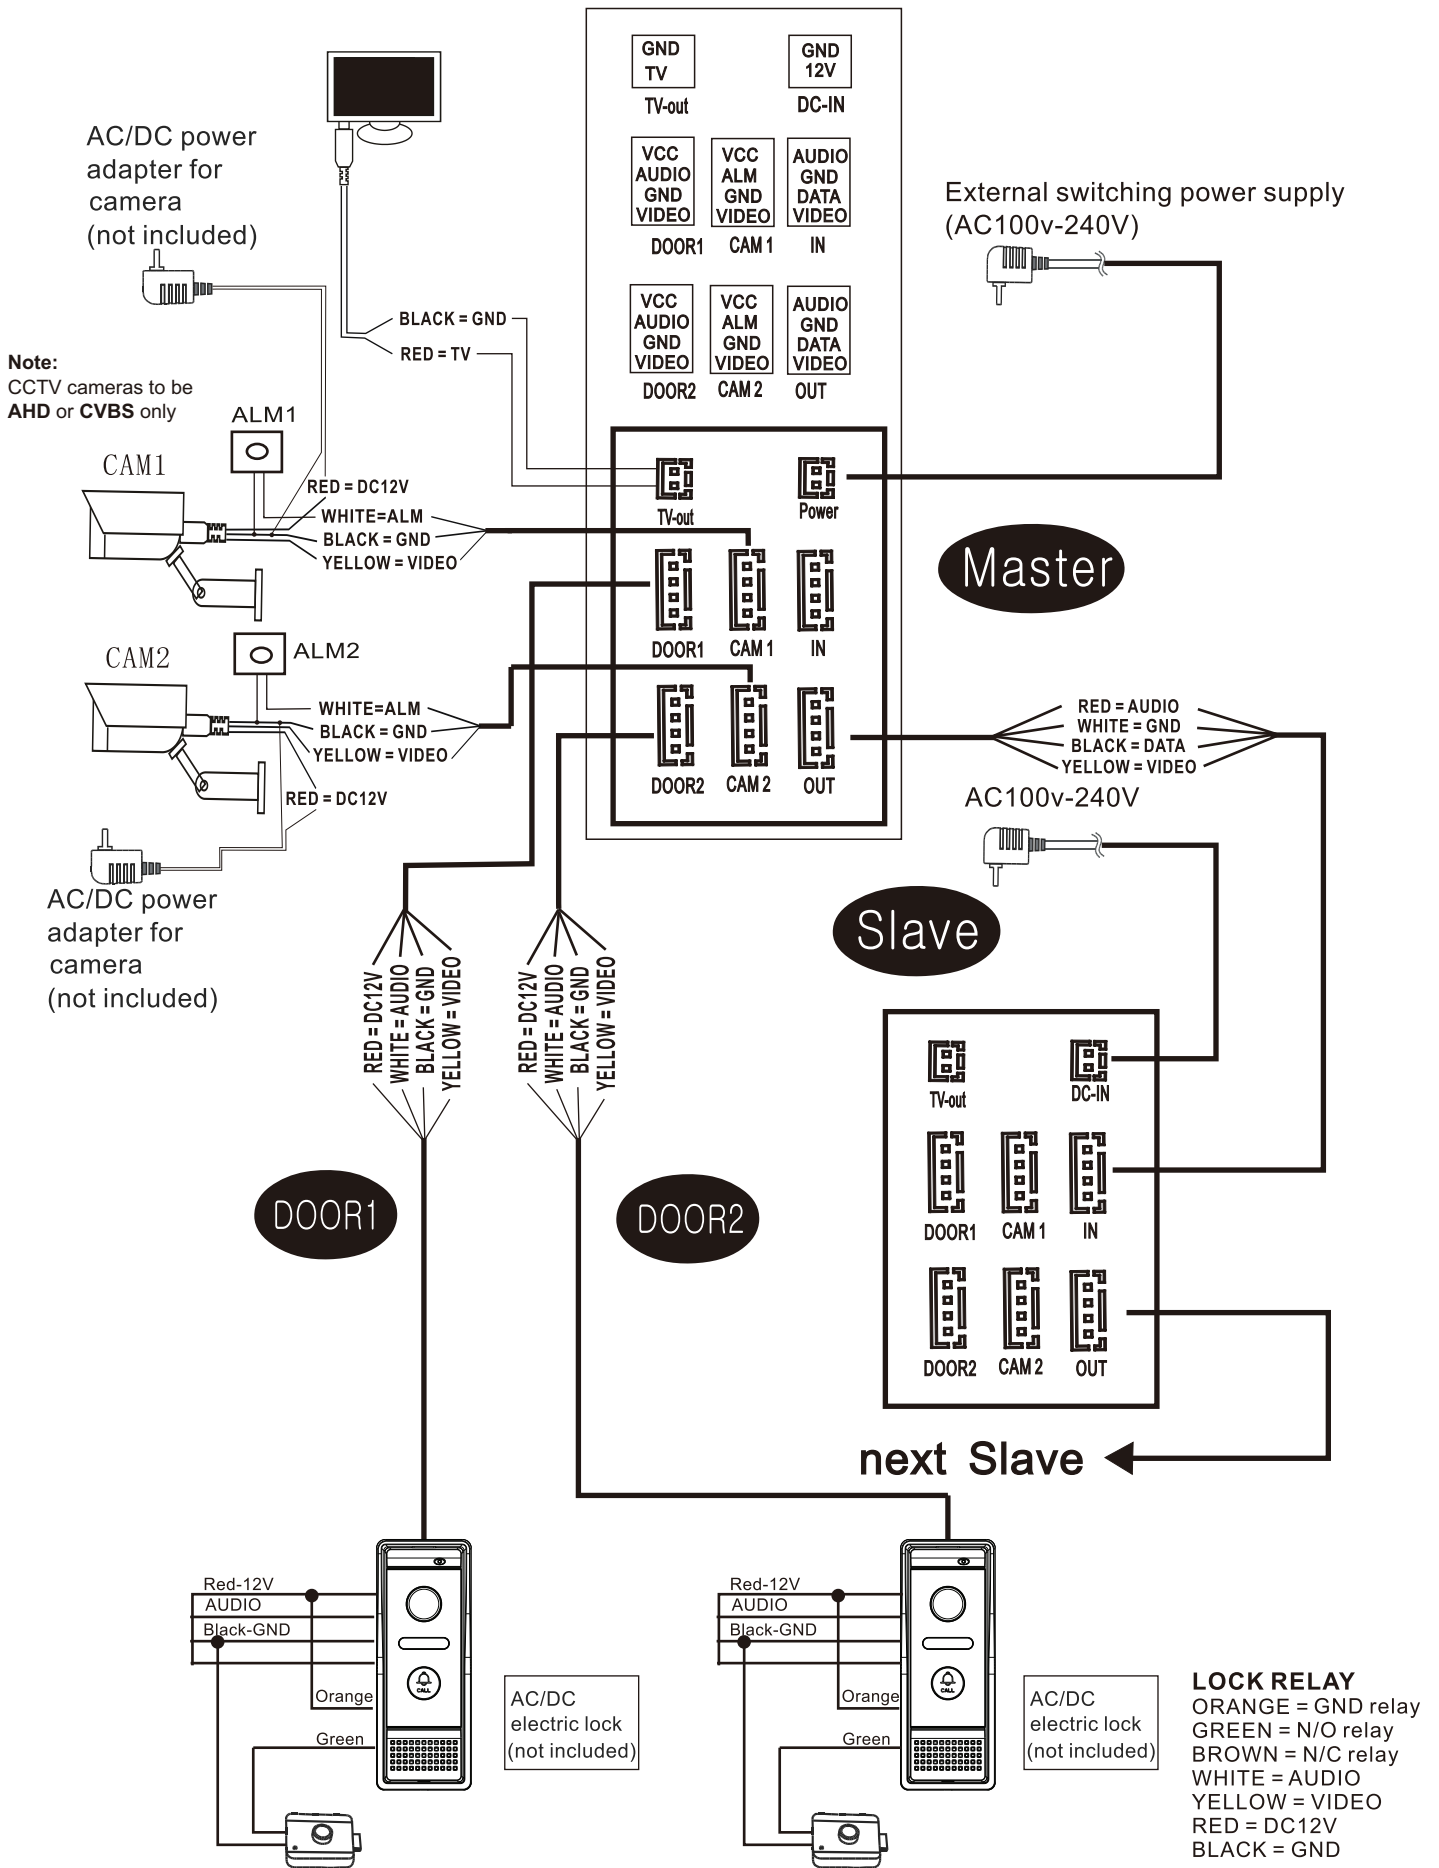 GND
TV
TV-out
GND
12V
DC-IN
VCC
AUDIO
GND
VIDEO
DOOR1
VCC
ALM
GND
VIDEO
CAM 1
AUDIO
GND
DATA
VIDEO
IN
VCC
AUDIO
GND
VIDEO
DOOR2
VCC
ALM
GND
VIDEO
CAM 2
AUDIO
GND
DATA
VIDEO
OUT
AC/DC power
adapter for
camera
(not included)
External switching power supply
(AC100v-240V)
BLACK = GND
RED = TV
Note:
CCTV cameras to be
AHD or CVBS only
ALM1
CAM1
RED = DC12V
WHITE=ALM
BLACK = GND
YELLOW = VIDEO
TV-out
Power
Master
DOOR1
CAM 1
IN
CAM2
ALM2
WHITE=ALM
BLACK = GND
YELLOW = VIDEO
RED = DC12V
DOOR2
CAM 2
OUT
RED = AUDIO
WHITE = GND
BLACK = DATA
YELLOW = VIDEO
AC100v-240V
AC/DC power
adapter for
camera
(not included)
Slave
RED = DC12V
WHITE = AUDIO
BLACK = GND
YELLOW = VIDEO
RED = DC12V
WHITE = AUDIO
BLACK = GND
YELLOW = VIDEO
TV-out
DC-IN
DOOR1
CAM 1
IN
DOOR2
CAM 2
OUT
DOOR1
DOOR2
next Slave
Red-12V
AUDIO
Black-GND
Orange
Green
CALL
AC/DC
electric lock
(not included)
Red-12V
AUDIO
Black-GND
Orange
Green
CALL
AC/DC
electric lock
(not included)
LOCK RELAY
ORANGE = GND relay
GREEN = N/O relay
BROWN = N/C relay
WHITE = AUDIO
YELLOW = VIDEO
RED = DC12V
BLACK = GND